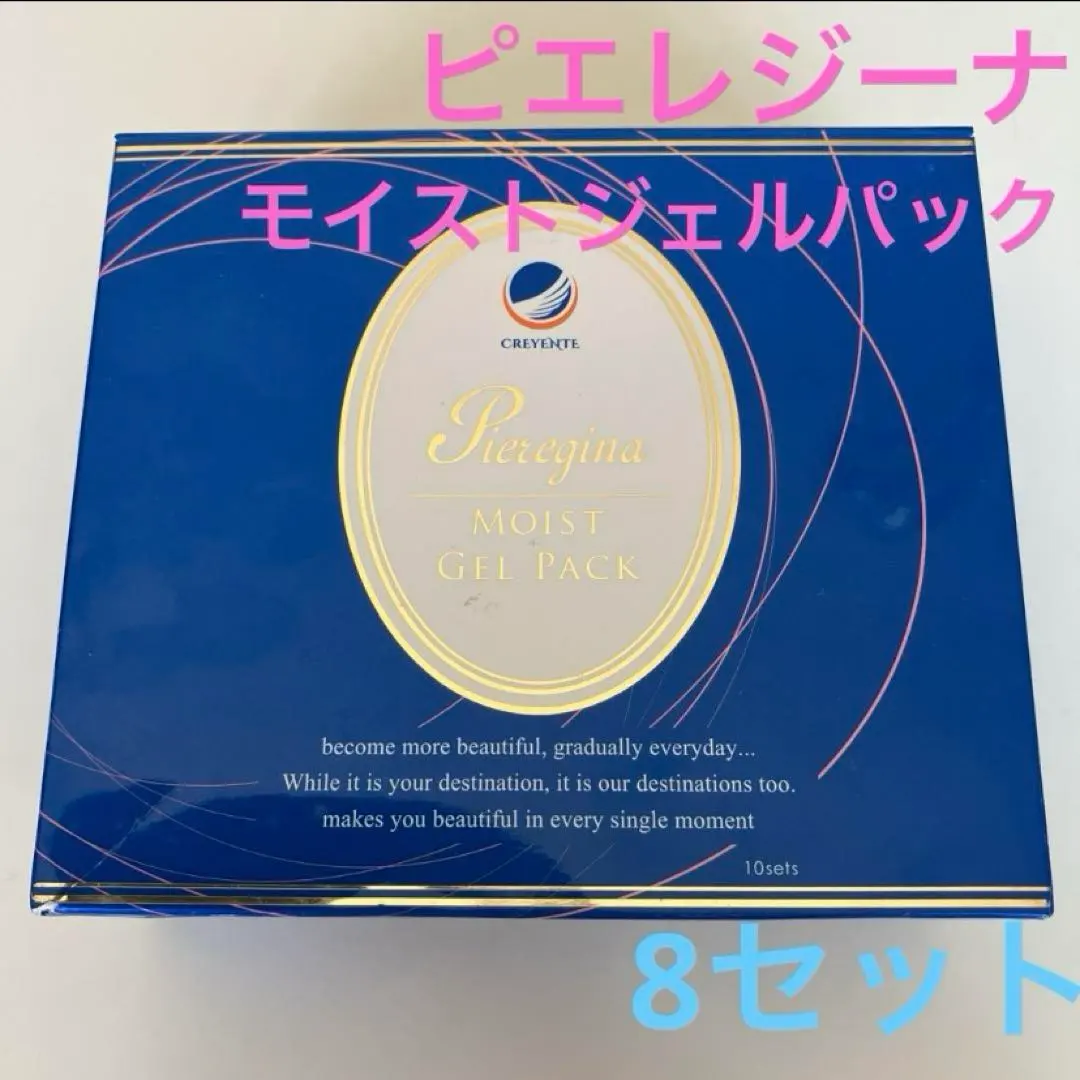 ピエレジーナ
モイストジェルパック
CREYENTE
Pieregina
MOIST
GEL PACK
become more beautiful, gradually everyday...
While it is your destination, it is our destinations too.
makes you beautiful in every single moment
10sets
8セット